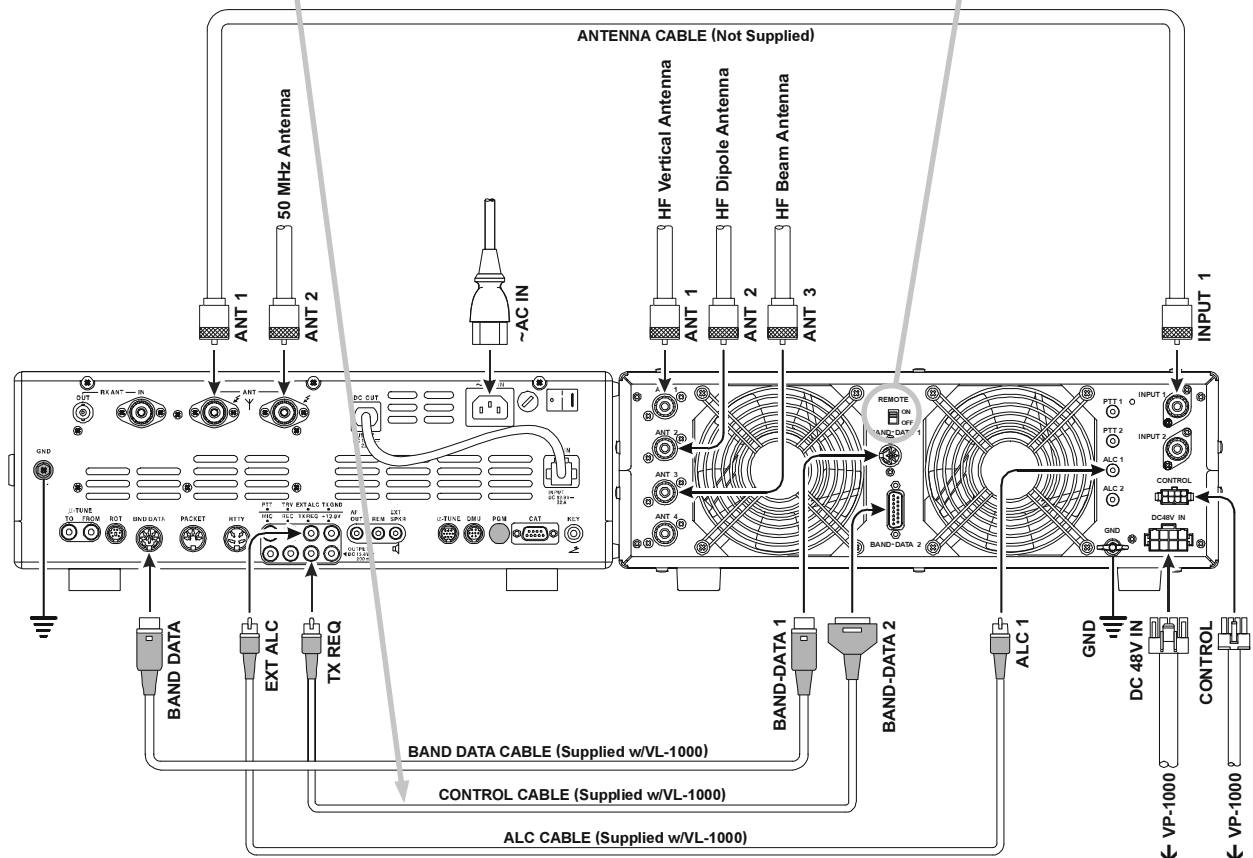 ANTENNA CABLE (Not Supplied)
50 MHz Antenna
HF Vertical Antenna
HF Dipole Antenna
HF Beam Antenna
ANT 1
ANT 2
~AC IN
ANT 1
ANT 2
ANT 3
INPUT 1
RX ANT
IN
OUT
ANT
DC OUT
GND
INPUT
µ-TUNE
TO
FROM
ROT
BND DATA
PACKET
RTTY
PTT
TRV
EXT ALC
TX GND
MIC
REC
TX REQ
AF
OUT
REM
EXT
SPKR
µ-TUNE
DMU
PGM
CAT
KEY
ANT 2
ANT 3
ANT 4
REMOTE
ON
OFF
BAND-DATA 1
BAND-DATA 2
PTT 1
PTT 2
ALC 1
ALC 2
INPUT 1
INPUT 2
CONTROL
DC48V IN
GND
BAND DATA
EXT ALC
TX REQ
BAND-DATA 1
BAND-DATA 2
ALC 1
GND
DC 48V IN
CONTROL
BAND DATA CABLE (Supplied w/VL-1000)
CONTROL CABLE (Supplied w/VL-1000)
ALC CABLE (Supplied w/VL-1000)
VP-1000
VP-1000